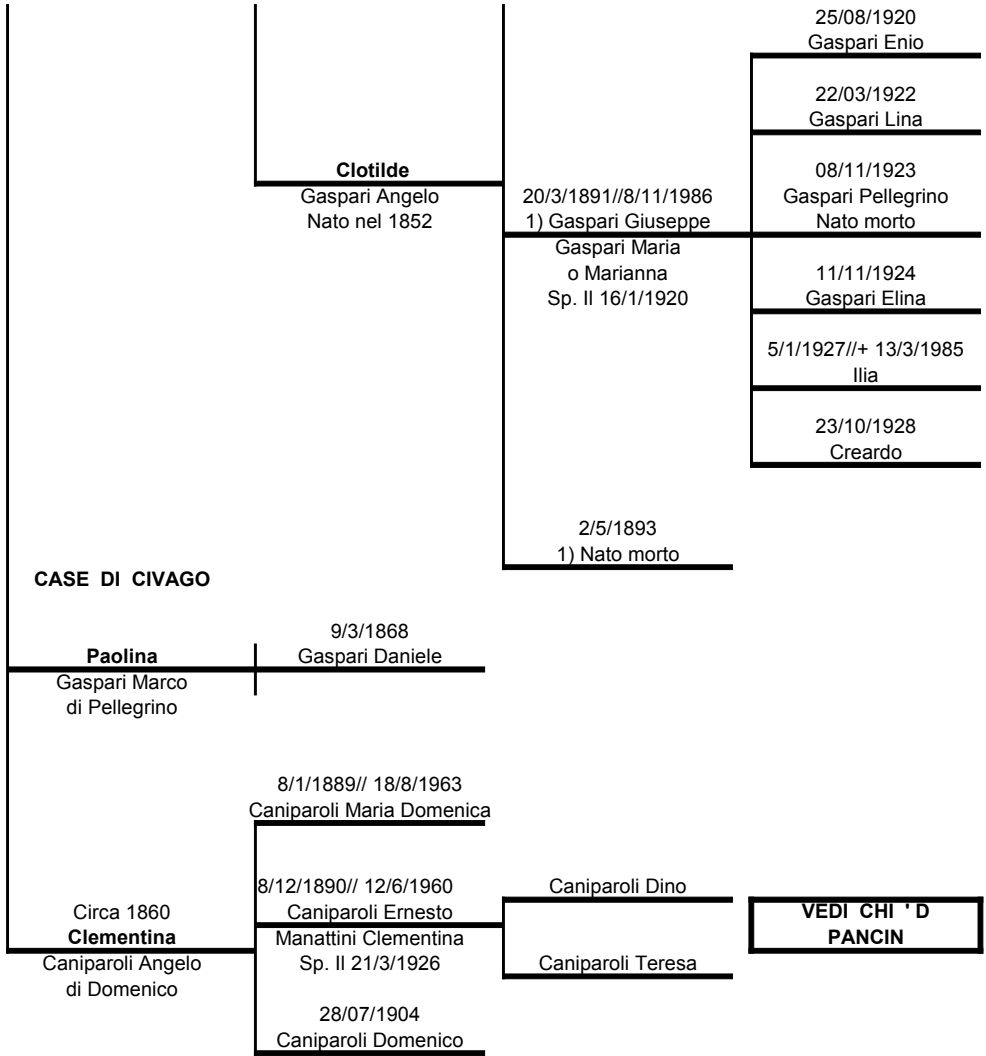 25/08/1920
Gaspari Enio
22/03/1922
Gaspari Lina
Clotilde
Gaspari Angelo
Nato nel 1852
20/3/1891//8/11/1986
1) Gaspari Giuseppe
Gaspari Maria
o Marianna
Sp. II 16/1/1920
08/11/1923
Gaspari Pellegrino
Nato morto
11/11/1924
Gaspari Elina
5/1/1927//+ 13/3/1985
Ilia
23/10/1928
Creardo
2/5/1893
1) Nato morto
CASE DI CIVAGO
Paolina
Gaspari Marco
di Pellegrino
9/3/1868
Gaspari Daniele
Circa 1860
Clementina
Caniparoli Angelo
di Domenico
8/1/1889// 18/8/1963
Caniparoli Maria Domenica
8/12/1890// 12/6/1960
Caniparoli Ernesto
Manattini Clementina
Sp. II 21/3/1926
Caniparoli Dino
Caniparoli Teresa
VEDI CHI ' D
PANCIN
28/07/1904
Caniparoli Domenico